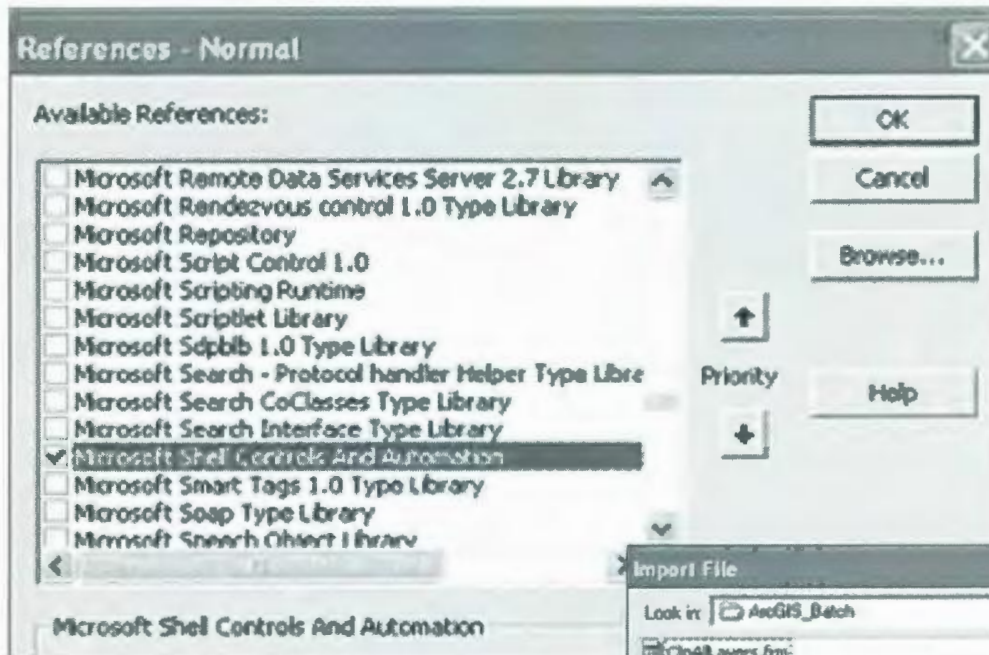 References - Normal
Available References:
OK
Cancel
Browse...
Help
Priority
Microsoft Remote Data Services Server 2.7 Library
Microsoft Rendezvous control 1.0 Type Library
Microsoft Repository
Microsoft Script Control 1.0
Microsoft Scripting Runtime
Microsoft Scriptlet Library
Microsoft Sdpblb 1.0 Type Library
Microsoft Search - Protocol handler Helper Type Libra
Microsoft Search CoClasses Type Library
Microsoft Search Interface Type Library
Microsoft Shell Controls And Automation
Microsoft Smart Tags 1.0 Type Library
Microsoft Soap Type Library
Microsoft Speech Object Library
Microsoft Shell Controls And Automation
Import File
Look in: ArcGIS_Batch